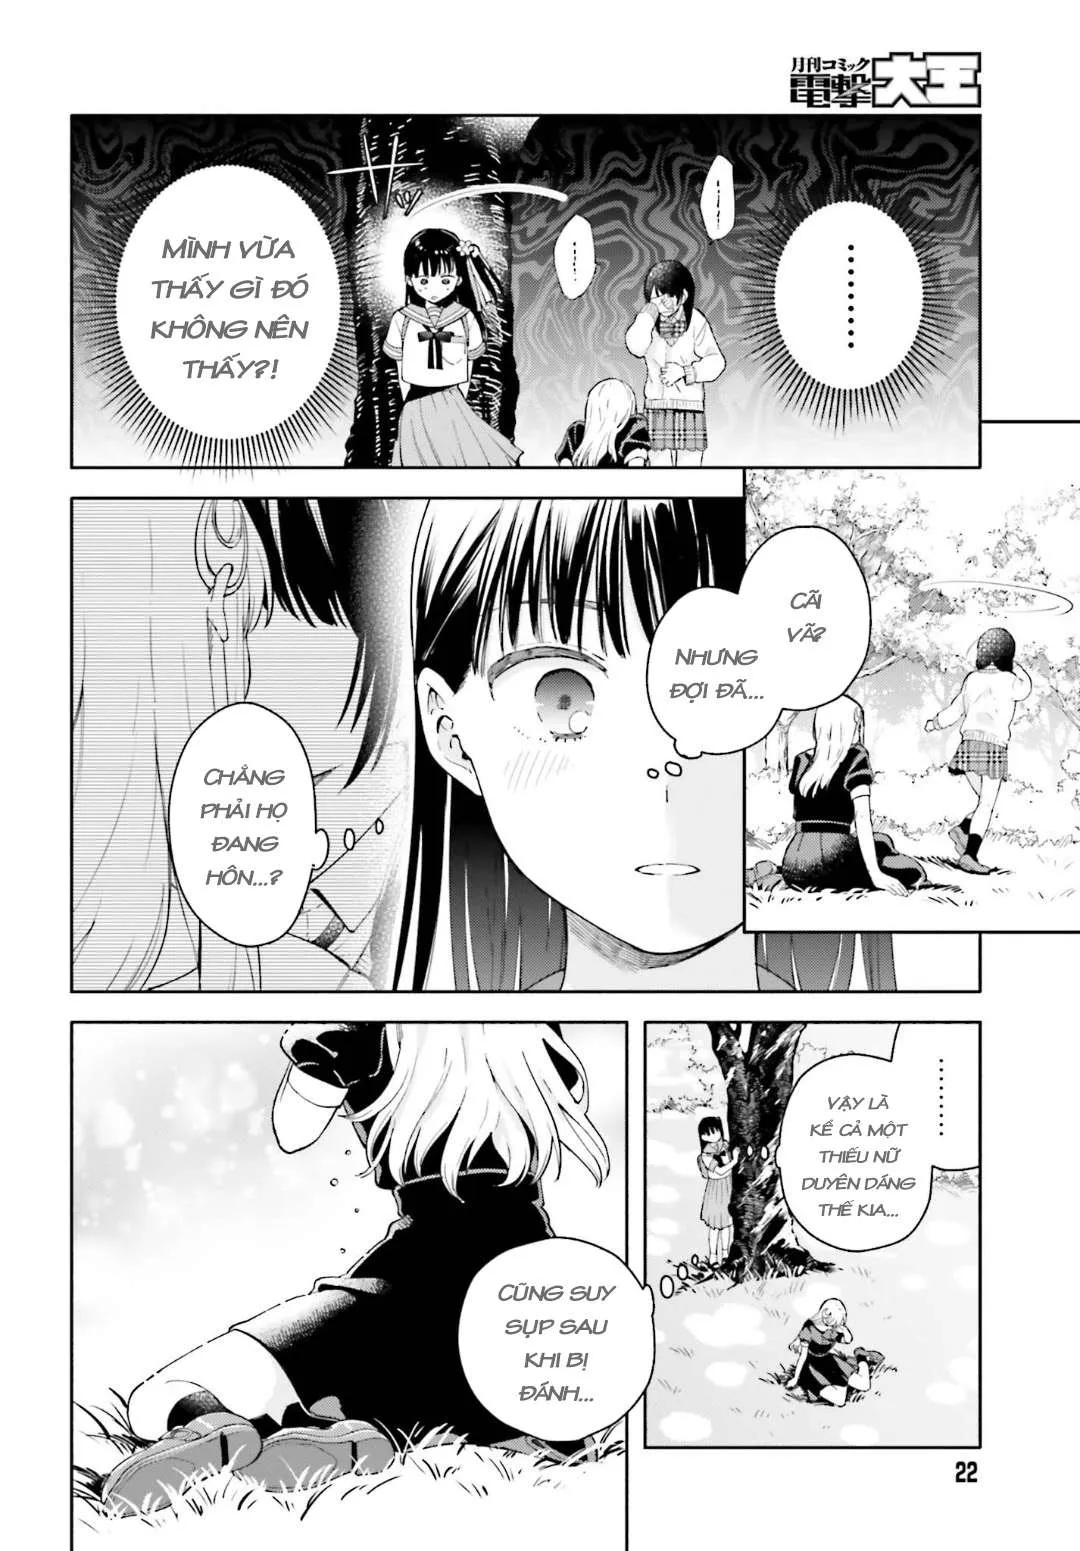 月刊コミック
電撃大王
…………
……
……
MÌNH VỪA
THẤY GÌ ĐÓ
KHÔNG NÊN
THẤY?!
CÃI
VÃ?
NHƯNG
ĐỢI ĐÃ...
CHẲNG
PHẢI HỌ
ĐANG
HÔN...?
…………
VẬY LÀ
KỂ CẢ MỘT
THIẾU NỮ
DUYÊN DÁNG
THẾ KIA...
CŨNG SUY
SỤP SAU
KHI BỊ
ĐÁNH...
22